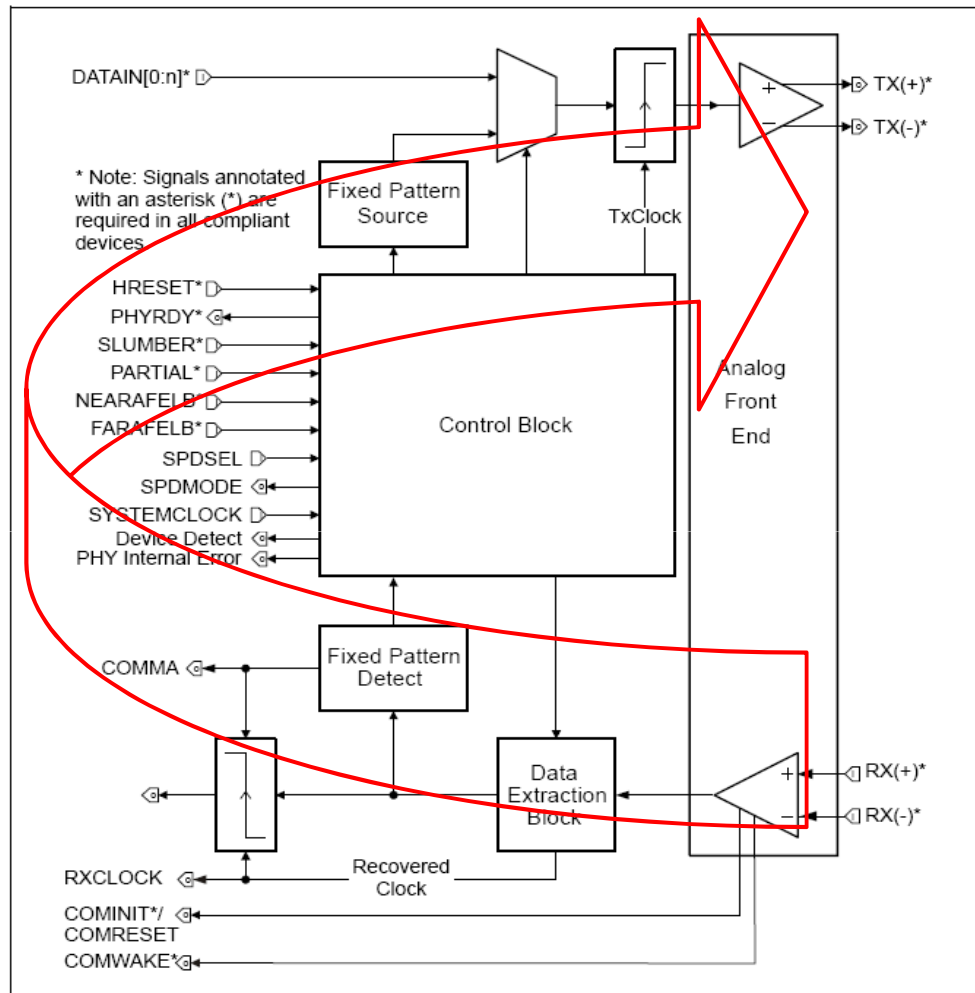 DATAIN[0:n]*
TX(+)*
TX(-)*
* Note: Signals annotated
with an asterisk (*) are
required in all compliant
devices
Fixed Pattern
Source
TxClock
HRESET*
PHYRDY*
SLUMBER*
PARTIAL*
NEARAFELB*
FARAFELB*
SPDSEL
SPDMODE
SYSTEMCLOCK
Device Detect
PHY Internal Error
Control Block
Analog
Front
End
Fixed Pattern
Detect
COMMA
Data
Extraction
Block
RX(+)*
RX(-)*
Recovered
Clock
RXCLOCK
COMINIT*/
COMRESET
COMWAKE*